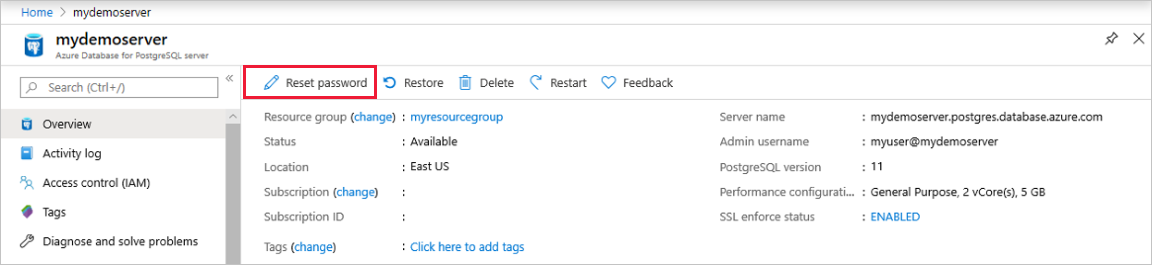 Home > mydemoserver
mydemoserver
Azure Database for PostgreSQL server
Search (Ctrl+/)
«
Overview
Activity log
Access control (IAM)
Tags
Diagnose and solve problems
Reset password Restore Delete Restart Feedback
Resource group (change) : myresourcegroup
Status : Available
Location : East US
Subscription (change) :
Subscription ID :
Tags (change) : Click here to add tags
Server name : mydemoserver.postgres.database.azure.com
Admin username : myuser@mydemoserver
PostgreSQL version : 11
Performance configurati... : General Purpose, 2 vCore(s), 5 GB
SSL enforce status : ENABLED